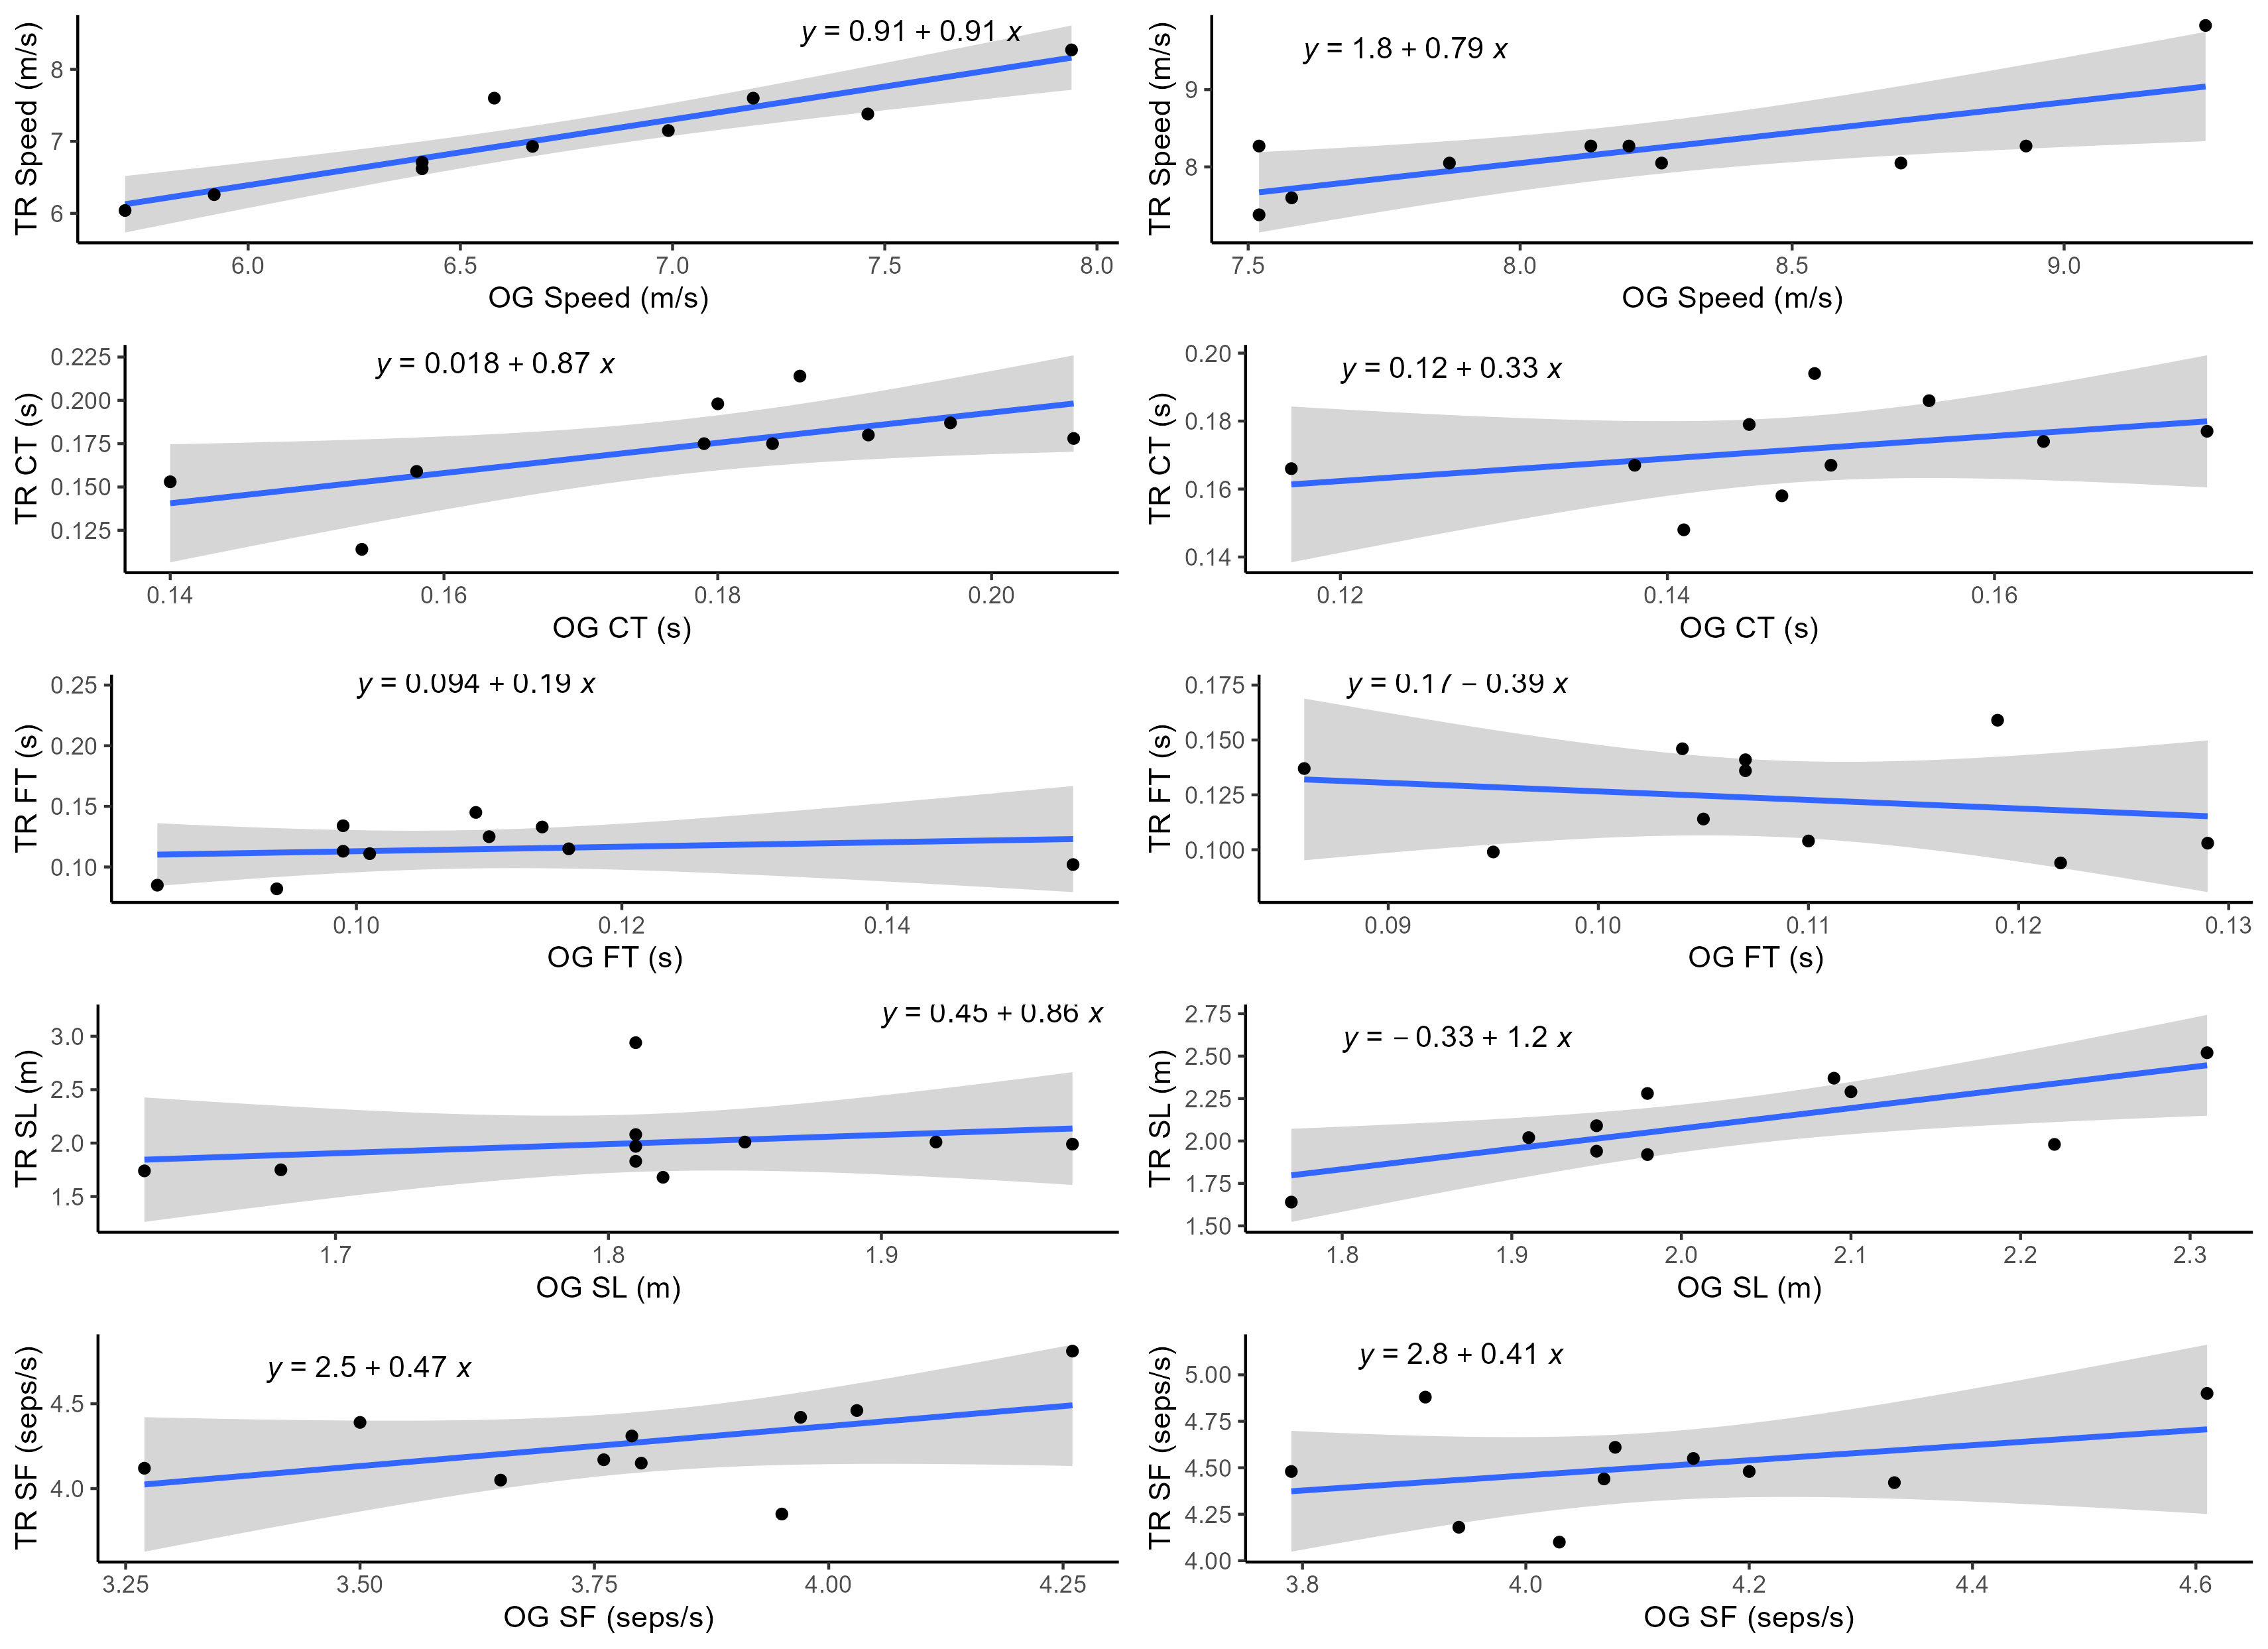 y = 0.91 + 0.91 x
TR Speed (m/s)
8
7
6
6.0 6.5 7.0 7.5 8.0
OG Speed (m/s)
y = 1.8 + 0.79 x
TR Speed (m/s)
9
8
7.5 8.0 8.5 9.0
OG Speed (m/s)
y = 0.018 + 0.87 x
TR CT (s)
0.225
0.200
0.175
0.150
0.125
0.14 0.16 0.18 0.20
OG CT (s)
y = 0.12 + 0.33 x
TR CT (s)
0.20
0.18
0.16
0.14
0.12 0.14 0.16
OG CT (s)
y = 0.094 + 0.19 x
TR FT (s)
0.25
0.20
0.15
0.10
0.10 0.12 0.14
OG FT (s)
y = 0.17 − 0.39 x
TR FT (s)
0.175
0.150
0.125
0.100
0.09 0.10 0.11 0.12 0.13
OG FT (s)
y = 0.45 + 0.86 x
TR SL (m)
3.0
2.5
2.0
1.5
1.7 1.8 1.9
OG SL (m)
y = − 0.33 + 1.2 x
TR SL (m)
2.75
2.50
2.25
2.00
1.75
1.50
1.8 1.9 2.0 2.1 2.2 2.3
OG SL (m)
y = 2.5 + 0.47 x
TR SF (seps/s)
4.5
4.0
3.25 3.50 3.75 4.00 4.25
OG SF (seps/s)
y = 2.8 + 0.41 x
TR SF (seps/s)
5.00
4.75
4.50
4.25
4.00
3.8 4.0 4.2 4.4 4.6
OG SF (seps/s)